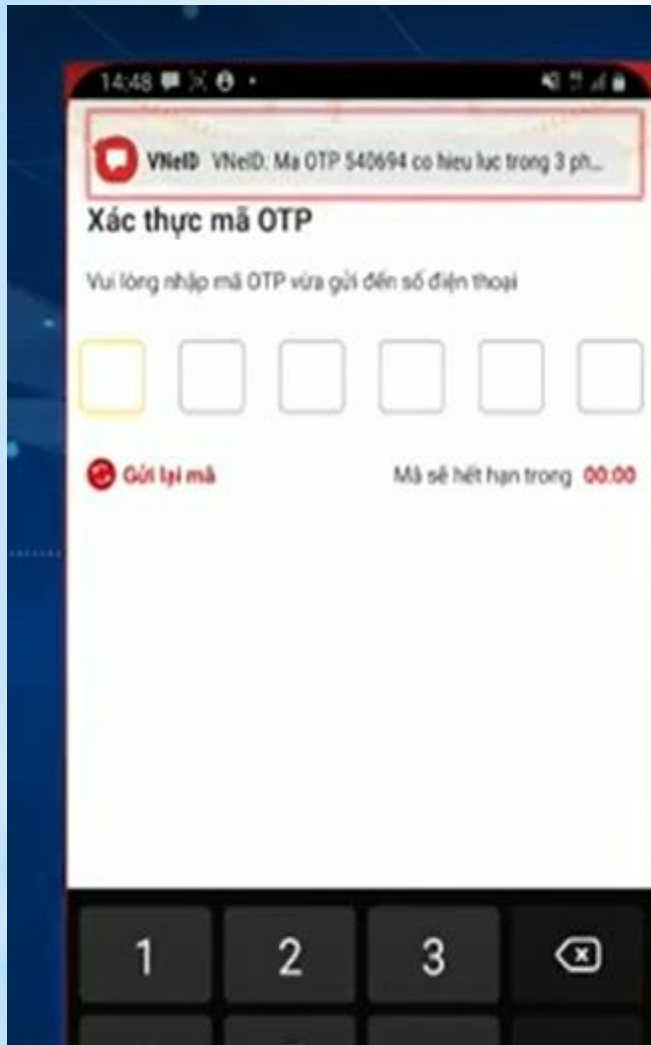 14:48
VNeID VNeID: Ma OTP 540694 co hieu luc trong 3 ph...
Xác thực mã OTP
Vui lòng nhập mã OTP vừa gửi đến số điện thoại
Gửi lại mã Mã sẽ hết hạn trong 00:00
1 2 3